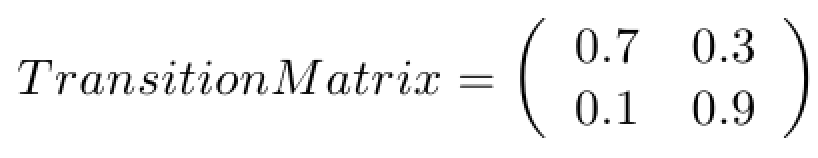 TransitionMatrix = ( 0.7 0.3
0.1 0.9 )